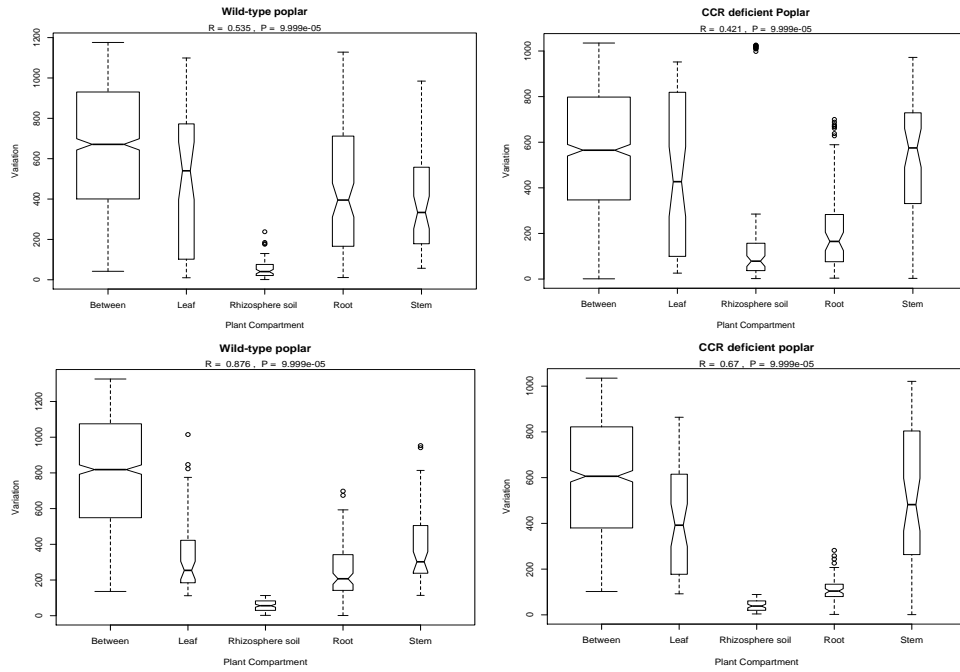 Wild-type poplar
R = 0.535 , P = 9.999e-05
Variation
0 200 400 600 800 1000 1200
Between Leaf Rhizosphere soil Root Stem
Plant Compartment
CCR deficient Poplar
R = 0.421 , P = 9.999e-05
Variation
0 200 400 600 800 1000
Between Leaf Rhizosphere soil Root Stem
Plant Compartment
Wild-type poplar
R = 0.876 , P = 9.999e-05
Variation
0 200 400 600 800 1000 1200
Between Leaf Rhizosphere soil Root Stem
Plant Compartment
CCR deficient poplar
R = 0.67 , P = 9.999e-05
Variation
0 200 400 600 800 1000
Between Leaf Rhizosphere soil Root Stem
Plant Compartment